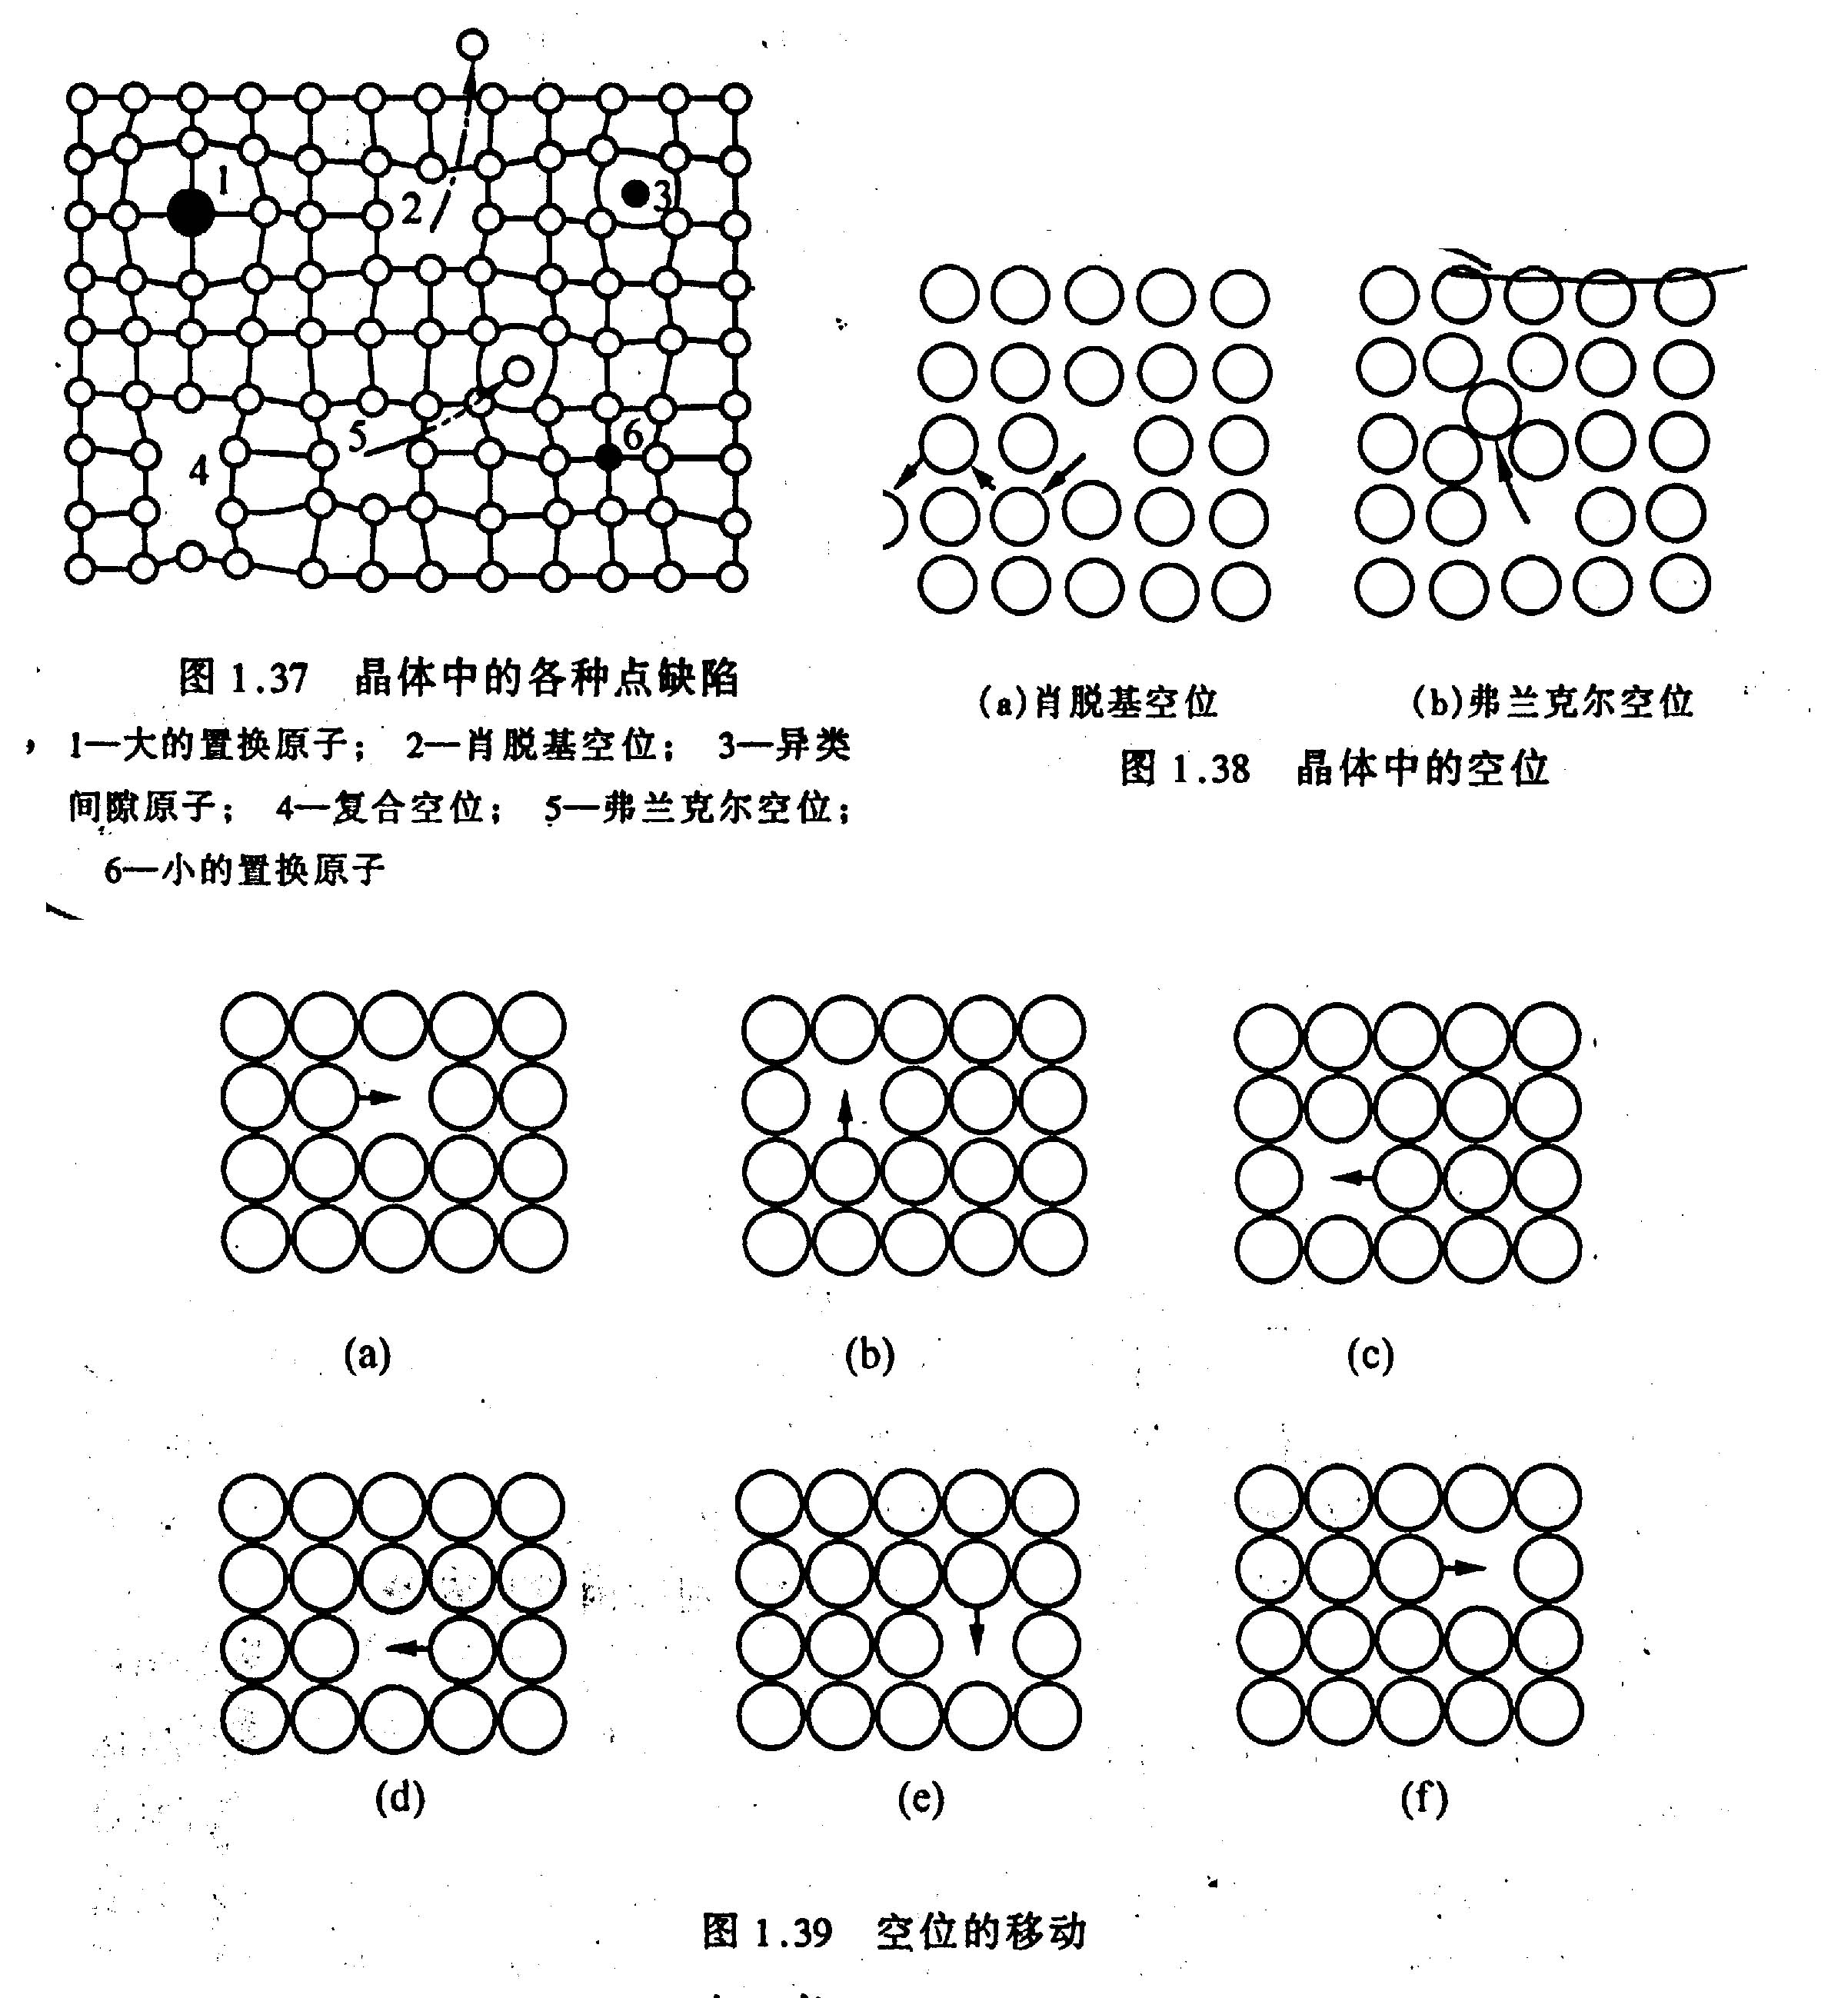 1
2
3
4
5
6
图 1.37 晶体中的各种点缺陷
1—大的置换原子； 2—肖脱基空位； 3—异类
间隙原子； 4—复合空位； 5—弗兰克尔空位；
6—小的置换原子
(a)肖脱基空位 (b)弗兰克尔空位
图 1.38 晶体中的空位
(a) (b) (c)
(d) (e) (f)
图 1.39 空位的移动